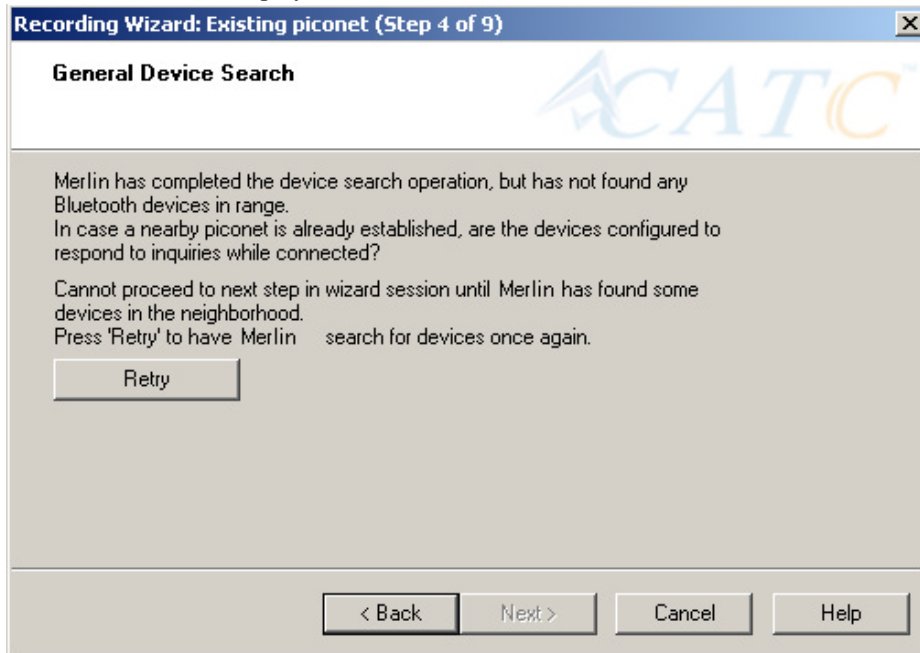 Recording Wizard: Existing piconet (Step 4 of 9)
General Device Search
CATC
Merlin has completed the device search operation, but has not found any
Bluetooth devices in range.
In case a nearby piconet is already established, are the devices configured to
respond to inquiries while connected?
Cannot proceed to next step in wizard session until Merlin has found some
devices in the neighborhood.
Press 'Retry' to have Merlin search for devices once again.
Retry
< Back Next > Cancel Help